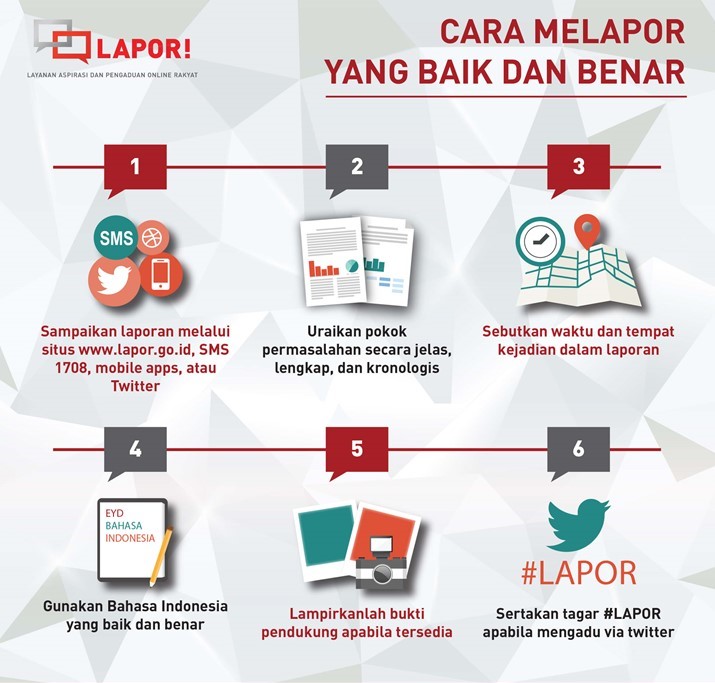 LAPOR!
LAYANAN ASPIRASI DAN PENGADUAN ONLINE RAKYAT
CARA MELAPOR
YANG BAIK DAN BENAR
1
SMS
Sampaikan laporan melalui
situs www.lapor.go.id, SMS
1708, mobile apps, atau
Twitter
2
Uraikan pokok
permasalahan secara jelas,
lengkap, dan kronologis
3
Sebutkan waktu dan tempat
kejadian dalam laporan
4
EYD
BAHASA
INDONESIA
Gunakan Bahasa Indonesia
yang baik dan benar
5
Lampirkanlah bukti
pendukung apabila tersedia
6
#LAPOR
Sertakan tagar #LAPOR
apabila mengadu via twitter